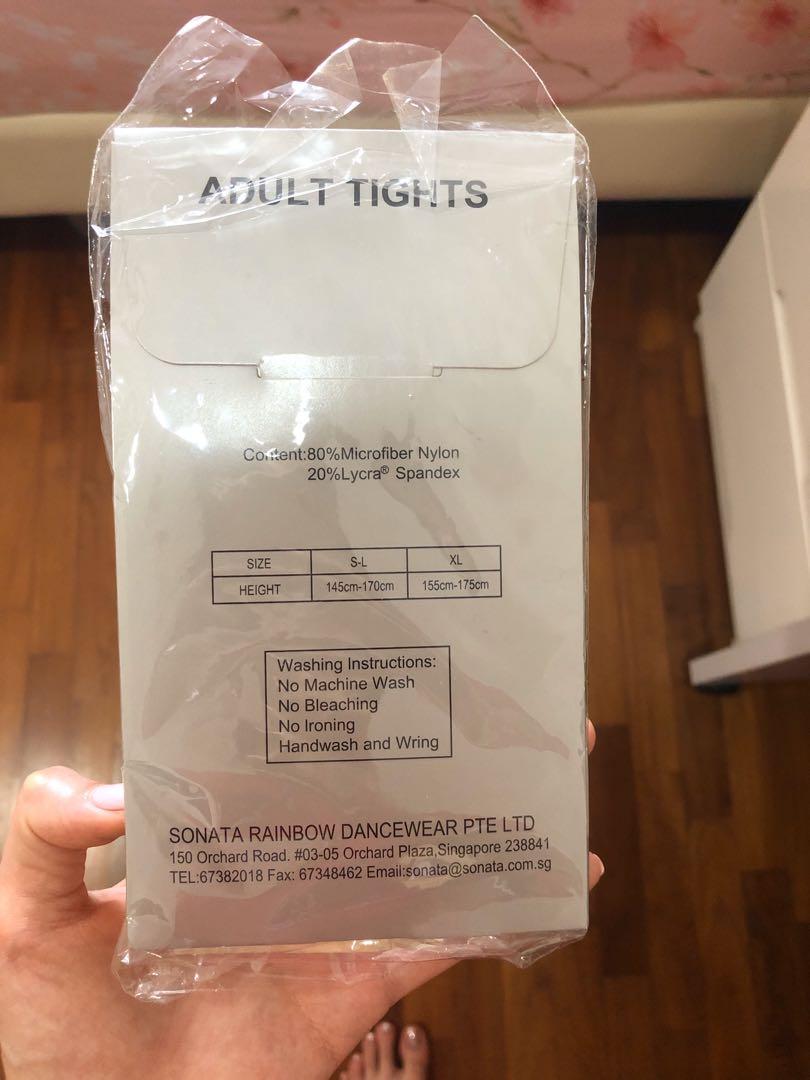 ADULT TIGHTS
Content:80%Microfiber Nylon
20%Lycra® Spandex
SIZE S-L XL
HEIGHT 145cm-170cm 155cm-175cm
Washing Instructions:
No Machine Wash
No Bleaching
No Ironing
Handwash and Wring
SONATA RAINBOW DANCEWEAR PTE LTD
150 Orchard Road. #03-05 Orchard Plaza,Singapore 238841
TEL:67382018 Fax: 67348462 Email:sonata@sonata.com.sg